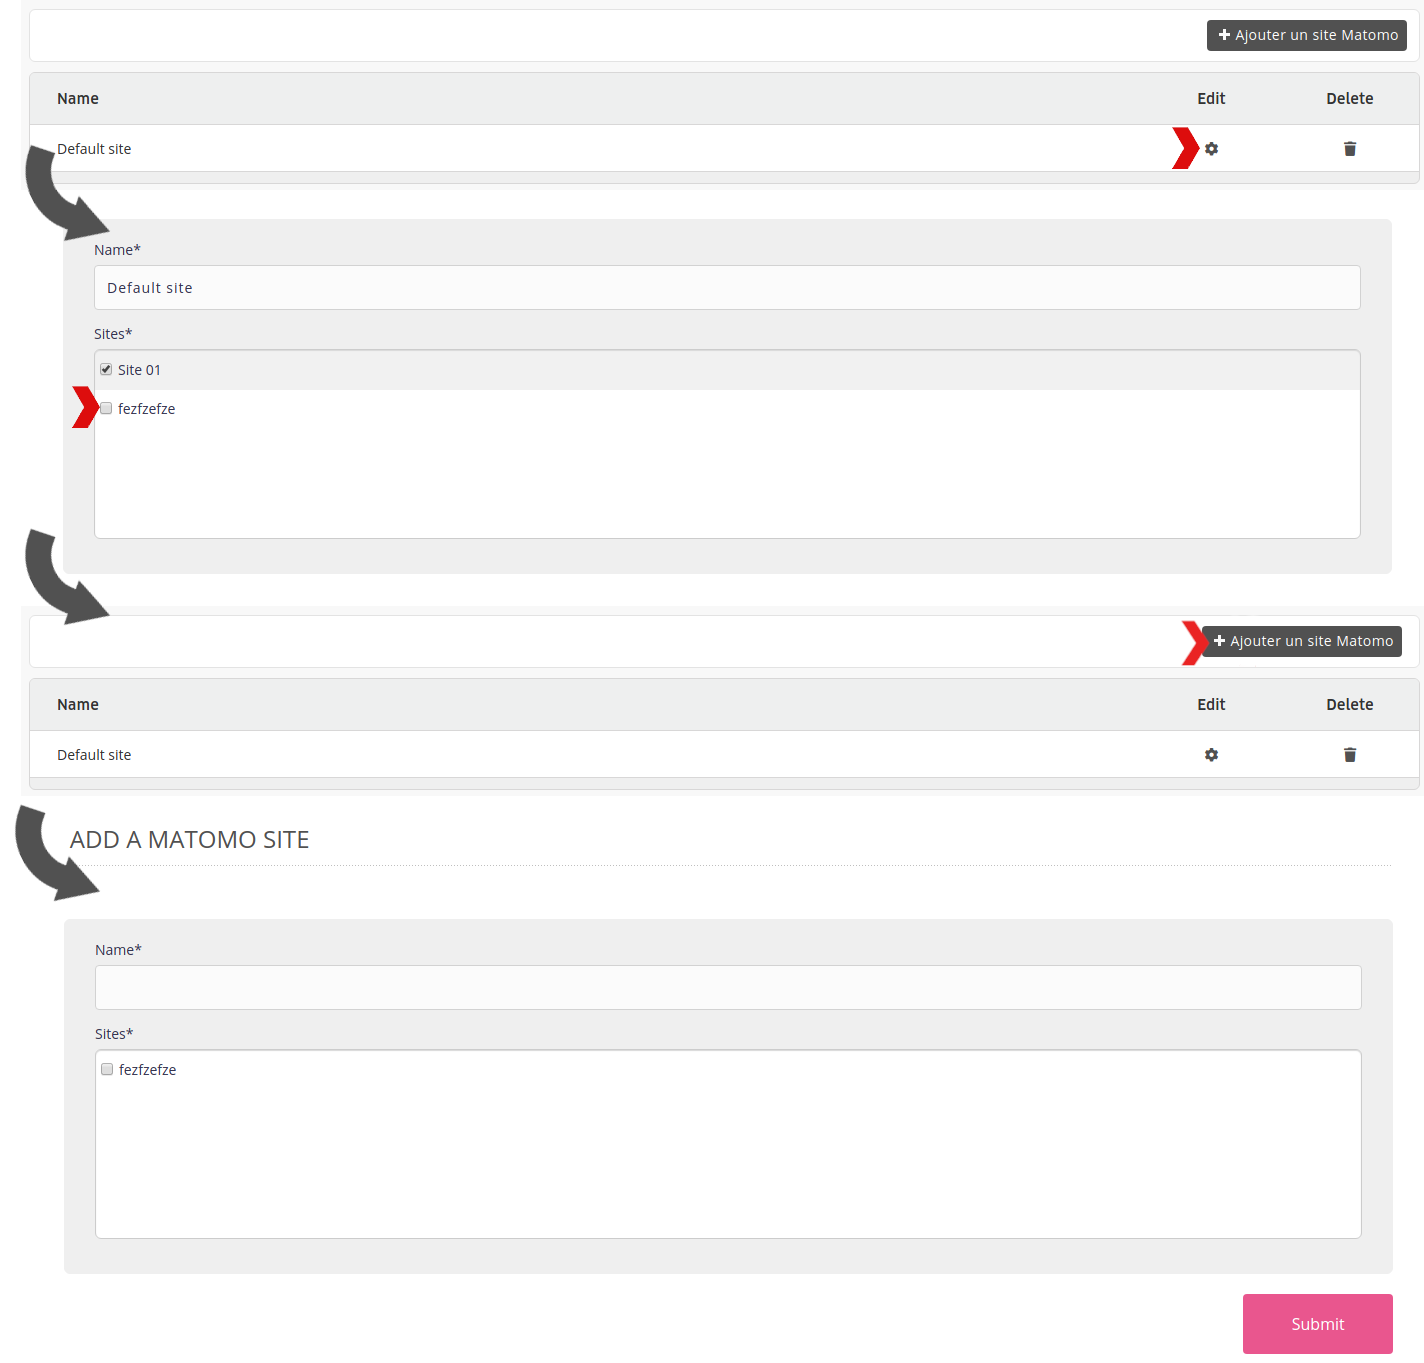 Ajouter un site Matomo
Name Edit Delete
Default site
Name*
Default site
Sites*
Site 01
fezfzefze
Ajouter un site Matomo
Name Edit Delete
Default site
ADD A MATOMO SITE
Name*
Sites*
fezfzefze
Submit